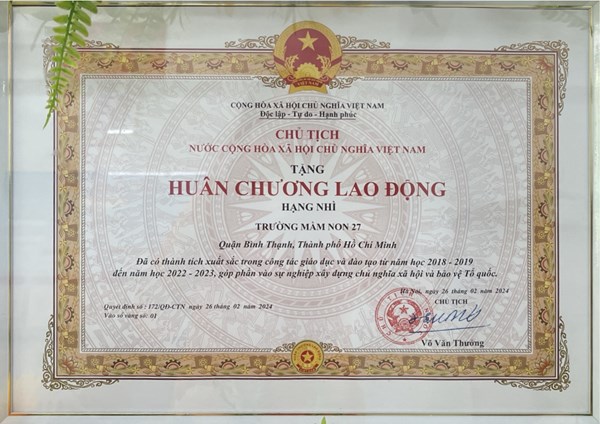 CỘNG HÒA XÃ HỘI CHỦ NGHĨA VIỆT NAM
Độc lập - Tự do - Hạnh phúc
CHỦ TỊCH
NƯỚC CỘNG HÒA XÃ HỘI CHỦ NGHĨA VIỆT NAM
TẶNG
HUÂN CHƯƠNG LAO ĐỘNG
HẠNG NHÌ
TRƯỜNG MẦM NON 27
Quận Bình Thạnh, Thành phố Hồ Chí Minh
Đã có thành tích xuất sắc trong công tác giáo dục và đào tạo từ năm học 2018 - 2019
đến năm học 2022 - 2023, góp phần vào sự nghiệp xây dựng chủ nghĩa xã hội và bảo vệ Tổ quốc.
Hà Nội, ngày 26 tháng 02 năm 2024
Quyết định số : 172/QĐ-CTN ngày 26 tháng 02 năm 2024
Vào sổ vàng số: 01
CHỦ TỊCH
Võ Văn Thưởng